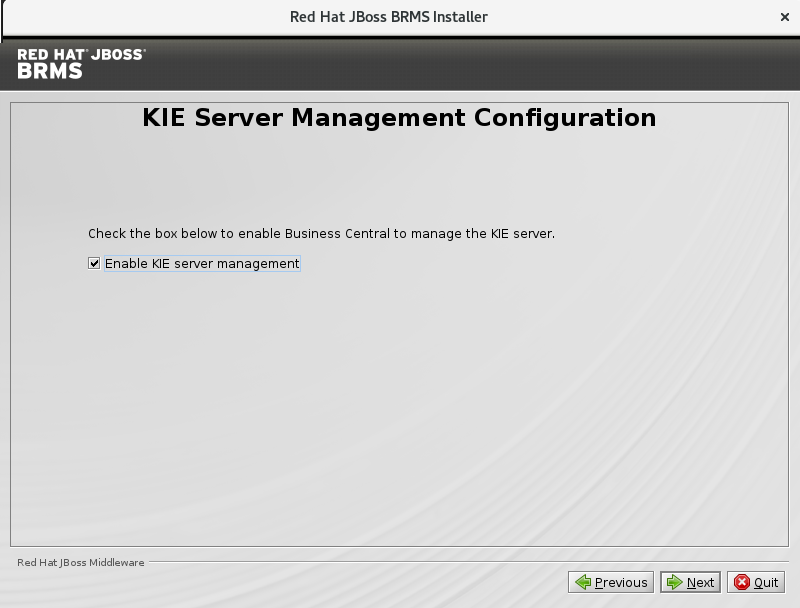 Red Hat JBoss BRMS Installer
RED HAT® JBOSS®
BRMS
KIE Server Management Configuration
Check the box below to enable Business Central to manage the KIE server.
Enable KIE server management
Red Hat JBoss Middleware
Previous Next Quit